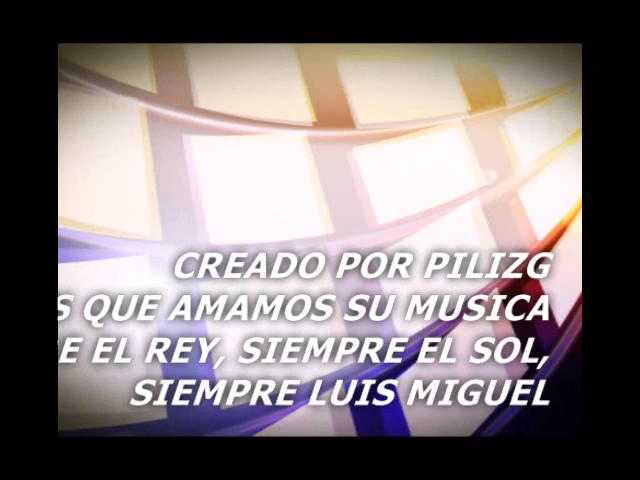 CREADO POR PILIZG
QUE AMAMOS SU MUSICA
EL REY, SIEMPRE EL SOL,
SIEMPRE LUIS MIGUEL